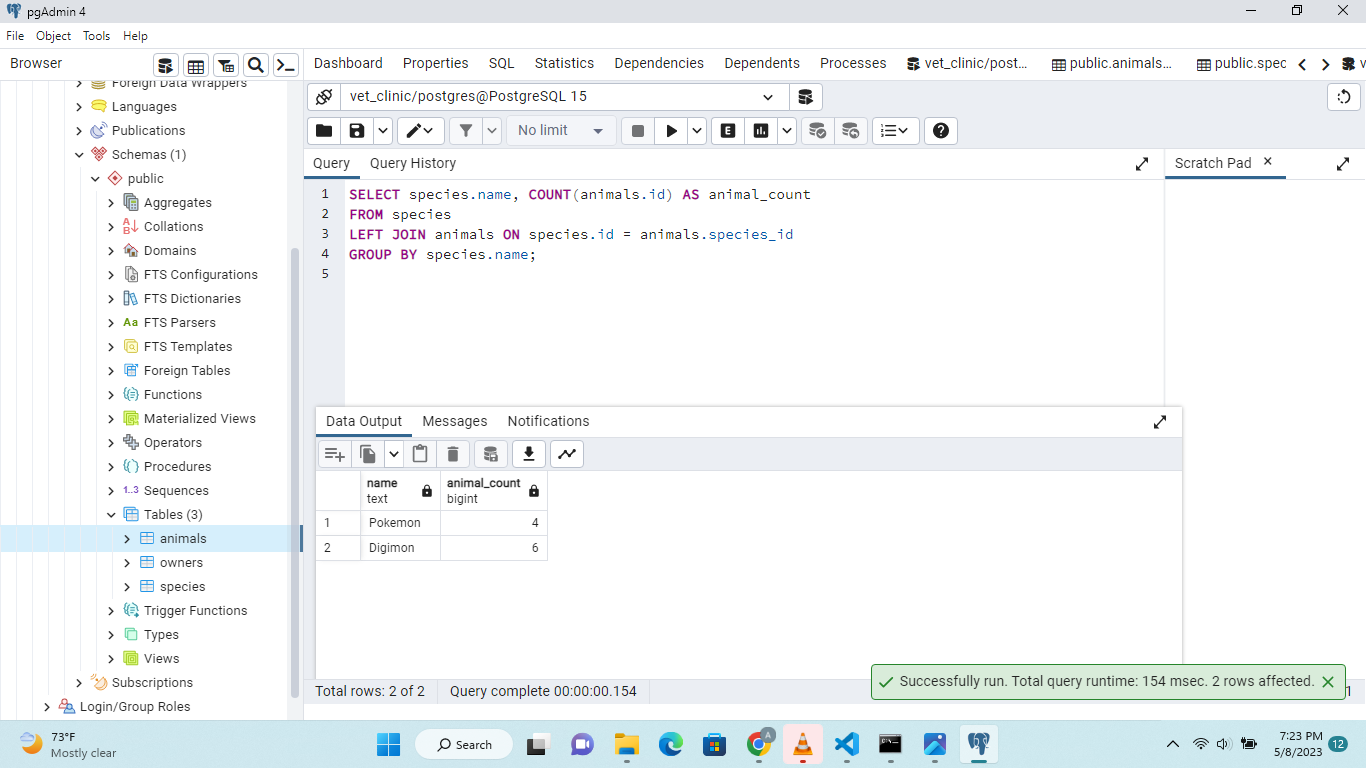 pgAdmin 4
File Object Tools Help
Browser
Dashboard Properties SQL Statistics Dependencies Dependents Processes vet_clinic/post... public.animals... public.spec v
Foreign Data Wrappers
Languages
Publications
Schemas (1)
public
Aggregates
Collations
Domains
FTS Configurations
FTS Dictionaries
Aa FTS Parsers
FTS Templates
Foreign Tables
Functions
Materialized Views
Operators
Procedures
1..3 Sequences
Tables (3)
animals
owners
species
Trigger Functions
Types
Views
Subscriptions
Login/Group Roles
vet_clinic/postgres@PostgreSQL 15
No limit
E
Query Query History
Scratch Pad
1 SELECT species.name, COUNT(animals.id) AS animal_count
2 FROM species
3 LEFT JOIN animals ON species.id = animals.species_id
4 GROUP BY species.name;
5
Data Output Messages Notifications
name animal_count
text bigint
1 Pokemon 4
2 Digimon 6
Total rows: 2 of 2 Query complete 00:00:00.154
Successfully run. Total query runtime: 154 msec. 2 rows affected.
1
73°F
Mostly clear
Search
A
7:23 PM
5/8/2023
12